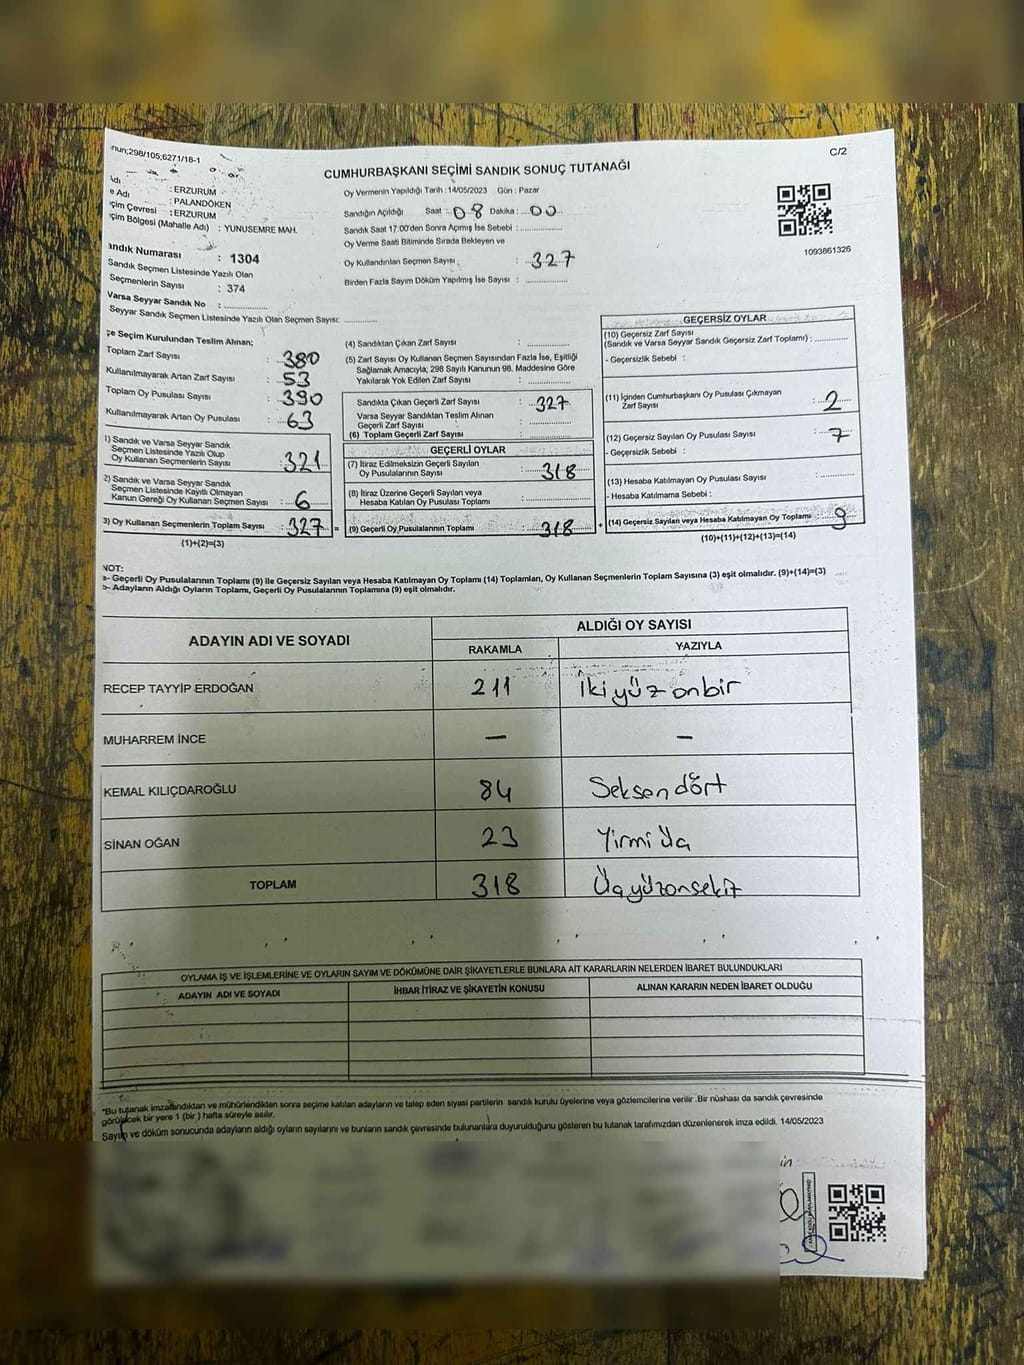 nun;298/105,6271/18-1
C/2
CUMHURBAŞKANI SEÇİMİ SANDIK SONUÇ TUTANAĞI
Adı : ERZURUM
e Adı : PALANDÖKEN
çim Çevresi : ERZURUM
çim Bölgesi (Mahalle Adı) : YUNUSEMRE MAH.
andık Numarası : 1304
Sandık Seçmen Listesinde Yazılı Olan
Seçmenlerin Sayısı : 374
Varsa Seyyar Sandık No :
Seyyar Sandık Seçmen Listesinde Yazılı Olan Seçmen Sayısı:
Oy Vermenin Yapıldığı Tarih : 14/05/2023 Gün : Pazar
Sandığın Açıldığı Saat : 08 Dakika : 00
Sandık Saat 17.00'den Sonra Açılmış İse Sebebi :
Oy Verme Saati Bitiminde Sırada Bekleyen ve
Oy Kullandırılan Seçmen Sayısı : 327
Birden Fazla Sayım Döküm Yapılmış İse Sayısı :
1093861326
çe Seçim Kurulundan Teslim Alınan;
Toplam Zarf Sayısı : 380
Kullanılmayarak Artan Zarf Sayısı : 53
Toplam Oy Pusulası Sayısı : 390
Kullanılmayarak Artan Oy Pusulası : 63
1) Sandık ve Varsa Seyyar Sandık
Seçmen Listesinde Yazılı Olup
Oy Kullanan Seçmenlerin Sayısı : 321
2) Sandık ve Varsa Seyyar Sandık
Seçmen Listesinde Kayıtlı Olmayan
Kanun Gereği Oy Kullanan Seçmen Sayısı : 6
3) Oy Kullanan Seçmenlerin Toplam Sayısı : 327 =
(1)+(2)=(3)
(4) Sandıktan Çıkan Zarf Sayısı :
(5) Zarf Sayısı Oy Kullanan Seçmen Sayısından Fazla İse, Eşitliği
Sağlamak Amacıyla; 298 Sayılı Kanunun 98. Maddesine Göre
Yakılarak Yok Edilen Zarf Sayısı :
Sandıkta Çıkan Geçerli Zarf Sayısı : 327
Varsa Seyyar Sandıktan Teslim Alınan
Geçerli Zarf Sayısı :
(6) Toplam Geçerli Zarf Sayısı :
GEÇERLİ OYLAR
(7) İtiraz Edilmeksizin Geçerli Sayılan
Oy Pusulalarının Sayısı : 318
(8) İtiraz Üzerine Geçerli Sayılan veya
Hesaba Katılan Oy Pusulası Toplamı :
(9) Geçerli Oy Pusulalarının Toplamı : 318 +
GEÇERSİZ OYLAR
(10) Geçersiz Zarf Sayısı
(Sandık ve Varsa Seyyar Sandık Geçersiz Zarf Toplamı) :
- Geçersizlik Sebebi :
(11) İçinden Cumhurbaşkanı Oy Pusulası Çıkmayan
Zarf Sayısı : 2
(12) Geçersiz Sayılan Oy Pusulası Sayısı : 7
- Geçersizlik Sebebi :
(13) Hesaba Katılmayan Oy Pusulası Sayısı :
- Hesaba Katılmama Sebebi :
(14) Geçersiz Sayılan veya Hesaba Katılmayan Oy Toplamı : 9
(10)+(11)+(12)+(13)=(14)
NOT:
a- Geçerli Oy Pusulalarının Toplamı (9) ile Geçersiz Sayılan veya Hesaba Katılmayan Oy Toplamı (14) Toplamları, Oy Kullanan Seçmenlerin Toplam Sayısına (3) eşit olmalıdır. (9)+(14)=(3)
b- Adayların Aldığı Oyların Toplamı, Geçerli Oy Pusulalarının Toplamına (9) eşit olmalıdır.
ADAYIN ADI VE SOYADI ALDIĞI OY SAYISI
RAKAMLA YAZIYLA
RECEP TAYYİP ERDOĞAN 211 ikiyüzonbir
MUHARREM İNCE – –
KEMAL KILIÇDAROĞLU 84 Seksendört
SİNAN OĞAN 23 Yirmi Üç
TOPLAM 318 Üçyüzonsekiz
OYLAMA İŞ VE İŞLEMLERİNE VE OYLARIN SAYIM VE DÖKÜMÜNE DAİR ŞİKAYETLERLE BUNLARA AİT KARARLARIN NELERDEN İBARET BULUNDUKLARI
ADAYIN ADI VE SOYADI İHBAR İTİRAZ VE ŞİKAYETİN KONUSU ALINAN KARARIN NEDEN İBARET OLDUĞU
*Bu tutanak imzalandıktan ve mühürlendikten sonra seçime katılan adayların ve talep eden siyasi partilerin sandık kurulu üyelerine veya gözlemcilerine verilir .Bir nüshası da sandık çevresinde
görülecek bir yere 1 (bir ) hafta süreyle asılır.
Sayım ve döküm sonucunda adayların aldığı oyların sayılarını ve bunların sandık çevresinde bulunanlara duyurulduğunu gösteren bu tutanak tarafımızdan düzenlenerek imza edildi. 14/05/2023